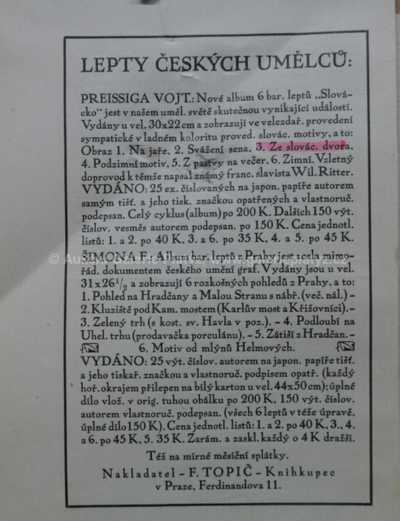 LEPTY ČESKÝCH UMĚLCŮ:
PREISSIGA VOJT.: Nové album 6 bar. leptů „Slovác-
cko“ jest v našem uměl. světě skutečnou vynikající událostí.
Vydány u vel. 30x22 cm a zobrazují ve velezdař. provedení
sympatické v ladném koloritu proved. slovác. motivy, a to:
Obraz 1. Na jaře. 2. Svážení sena. 3. Ze slovác. dvora.
4. Podzimní motiv. 5. Z pastvy na večer. 6. Zimní. Vzletný
doprovod k témže napsal známý franc. slavista Wil. Ritter.
VYDÁNO: 25 ex. číslovaných na japon. papíře autorem
samým tišť. a jeho tisk. značkou opatřených a vlastnoruč.
podepsan. Celý cyklus (album) po 200 K. Dalších 150 výt.
číslov. vesměs autorem podepsan. po 150 K. Cena jednotl.
listů: 1. a 2. po 40 K, 3. a 6. po 35 K, 4. a 5. po 45 K.
ŠIMONA F.: Album bar. leptů z Prahy jest zcela mimo-
řád. dokumentem českého umění graf. Vydány jsou u vel.
31 x 26½ a zobrazují 6 rozkošných pohledů z Prahy, a to:
1. Pohled na Hradčany a Malou Stranu s nábř. (več. nál.) –
2. Kluziště pod Kam. mostem (Karlův most a Křižovníci). –
3. Zelený trh (s kost. sv. Havla v poz.). – 4. Podloubí na
Uhel. trhu (prodavačka porculánu). – 5. Zátiší z Hradčan. –
6. Motiv od mlýnů Helmových.
VYDÁNO: 25 výt. číslov. autorem na japon. papíře tišť.
a jeho tiskař. značkou a vlastnoruč. podpisem opatř. (každý
hoř. okrajem přilepen na bílý karton u vel. 44x50 cm); úplné
dílo vlož. v orig. tuhou obálku po 200 K, 150 výt. číslov.
autorem vlastnoruč. podepsan. (všech 6 leptů v téže úpravě,
úplné dílo 150 K). Cena jednotl. listů: 1. a 2. po 40 K, 3., 4.
a 6. po 45 K, 5. 35 K. Zarám. a zaskl. každý o 4 K dražší.
Též na mírné měsíční splátky.
Nakladatel – F. TOPIČ – Knihkupec
v Praze, Ferdinandova 11.